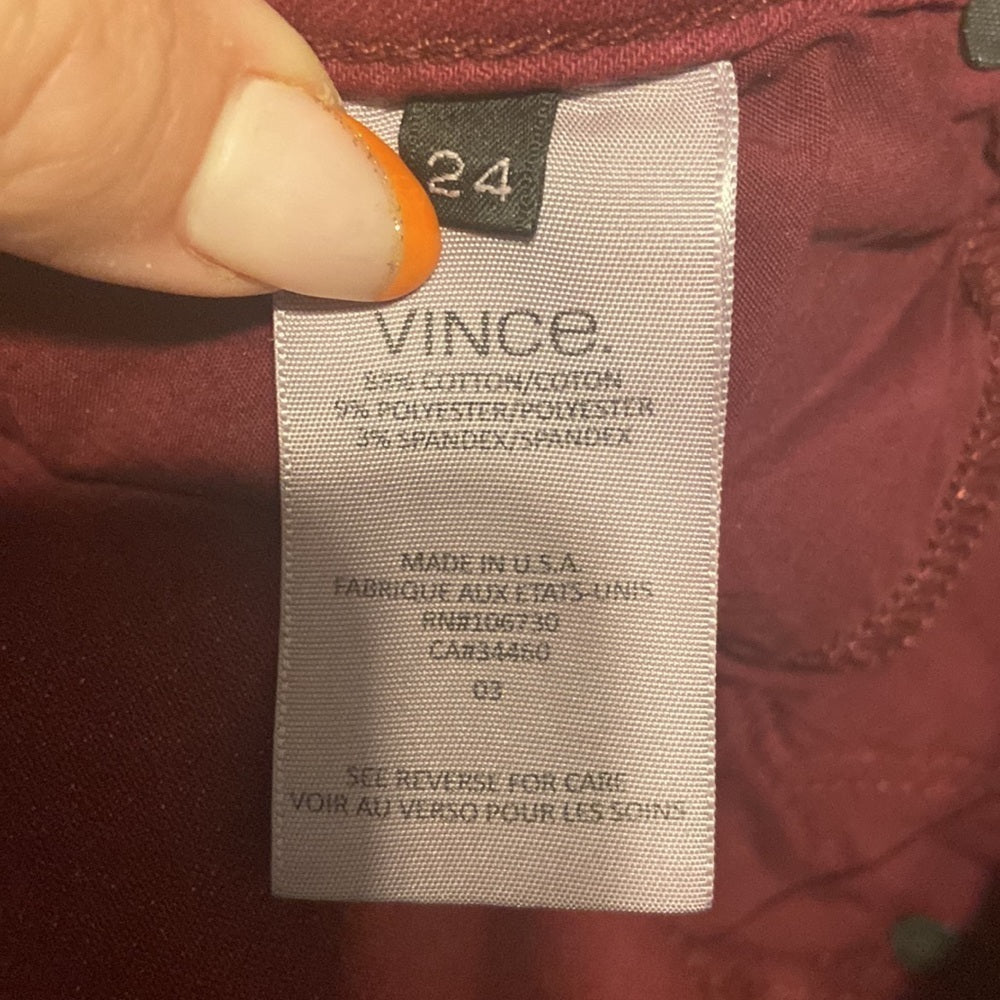 24
VINCe.
88% COTTON/COTON
9% POLYESTER/POLYESTER
3% SPANDEX/SPANDEX
MADE IN U.S.A.
FABRIQUE AUX ETATS-UNIS
RN#106730
CA#34460
03
SEE REVERSE FOR CARE
VOIR AU VERSO POUR LES SOINS